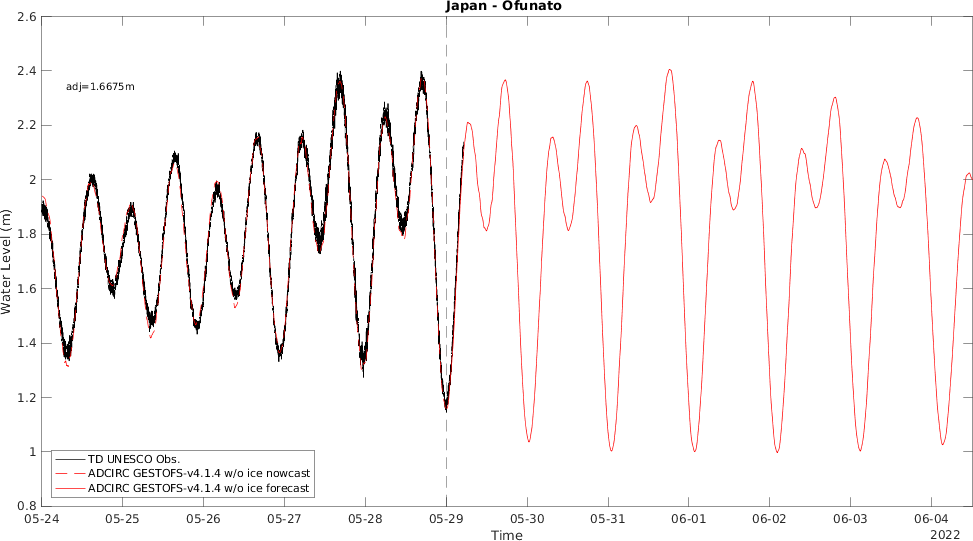 Japan - Ofunato
2.6
2.4
2.2
2
1.8
1.6
1.4
1.2
1
0.8
Water Level (m)
adj=1.6675m
TD UNESCO Obs.
ADCIRC GESTOFS-v4.1.4 w/o ice nowcast
ADCIRC GESTOFS-v4.1.4 w/o ice forecast
05-24 05-25 05-26 05-27 05-28 05-29 05-30 05-31 06-01 06-02 06-03 06-04
Time
2022